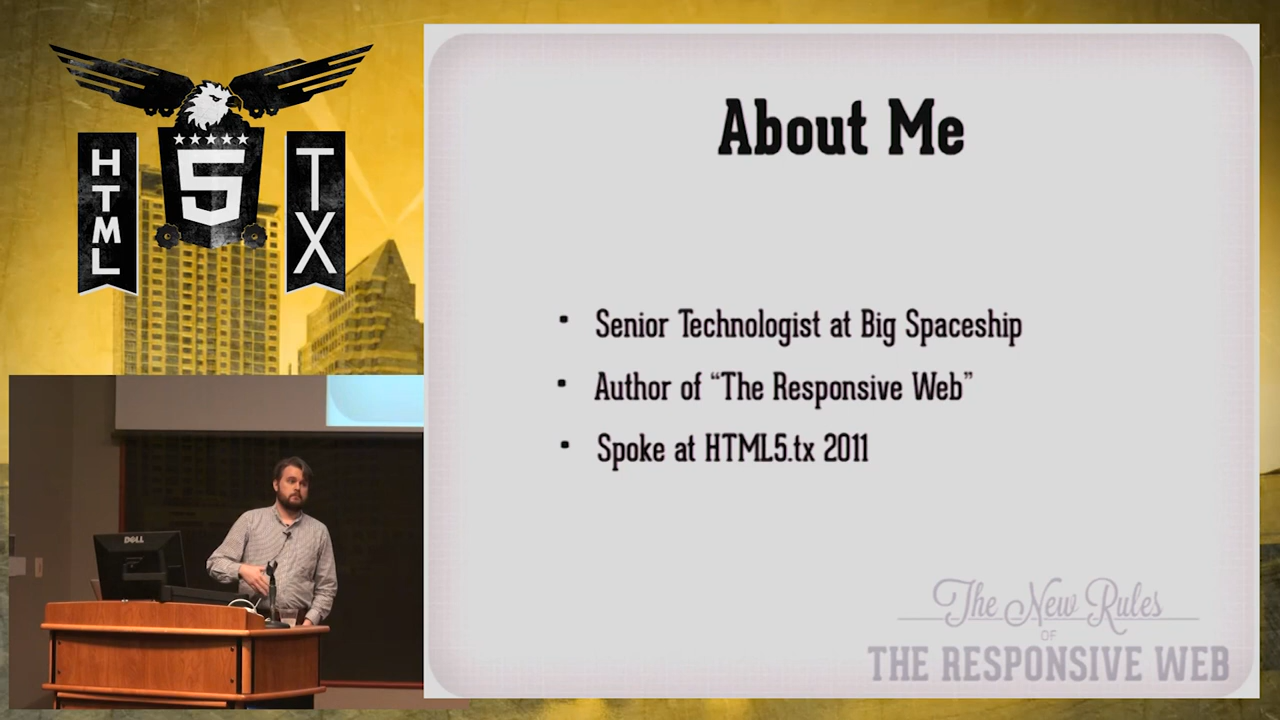 HTML
5
TX
About Me
Senior Technologist at Big Spaceship
Author of “The Responsive Web”
Spoke at HTML5.tx 2011
DELL
The New Rules
OF
THE RESPONSIVE WEB